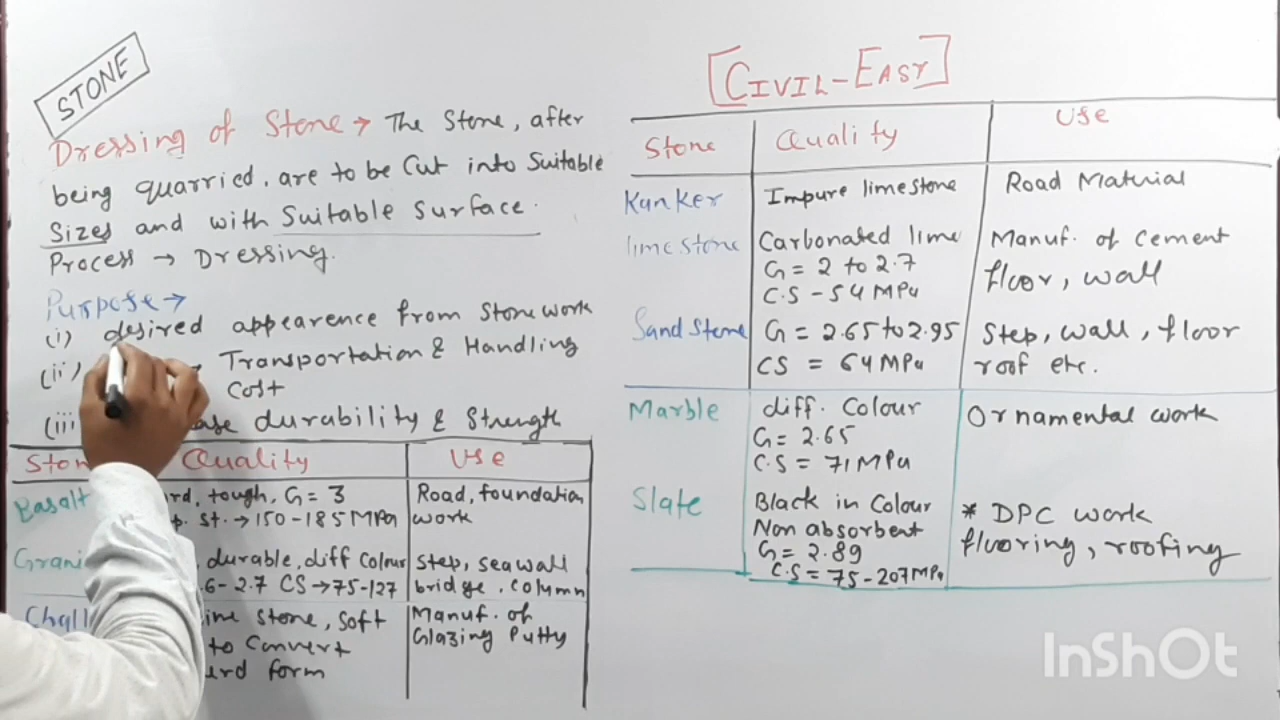 STONE
Dressing of Stone → The Stone, after
being quarried, are to be Cut into Suitable
Sizes and with Suitable Surface.
Process → Dressing.
Purpose →
(i) desired appearence from Stonework
(ii) Transportation & Handling
Cost
(iii durability & Strength
Quality Use
Basalt tough, G = 3 Road, foundation
st. → 150-185 MPa work
durable, diff Colour Step, seawall
2.7 CS → 75-127 bridge, column
stone, soft Manuf. of
to Convert Glazing Putty
form
[CIVIL-EASY]
Stone Quality Use
Kunker Impure limestone Road Material
limestone Carbonated lime Manuf. of cement
G = 2 to 2.7 floor, wall
C.S - 54 MPa
Sand Stone G = 2.65 to 2.95 Step, wall, floor
CS = 64 MPa roof etc.
Marble diff. Colour Ornamental work
G = 2.65
C.S = 71 MPa
Slate Black in Colour * DPC work
Non absorbent flooring, roofing
G = 2.89
C.S = 75-207 MPa
InShOt